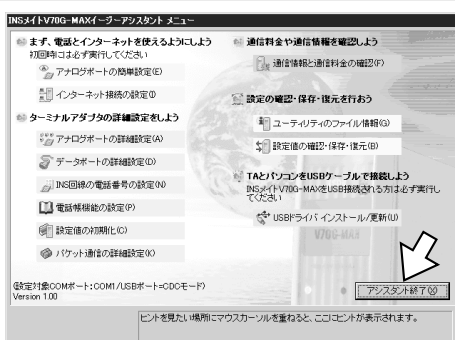 INSメイトV70G-MAXイージーアシスタント メニュー
まず、電話とインターネットを使えるようにしよう
初回時には必ず実行してください
アナログポートの簡単設定(E)
インターネット接続の設定(I)
ターミナルアダプタの詳細設定をしよう
アナログポートの詳細設定(A)
データポートの詳細設定(D)
INS回線の電話番号の設定(N)
電話帳機能の設定(P)
設定値の初期化(C)
パケット通信の詳細設定(K)
通信料金や通信情報を確認しよう
通信情報と通信料金の確認(F)
設定の確認・保存・復元を行おう
ユーティリティのファイル情報(G)
設定値の確認・保存・復元(B)
TAとパソコンをUSBケーブルで接続しよう
INSメイトV70G-MAXをUSB接続される方は必ず実行し
てください
USBドライバ インストール/更新(U)
V70G-MAX
(設定対象COMポート:COM1/USBポート=CDCモード)
Version 1.00
アシスタント終了(X)
ヒントを見たい場所にマウスカーソルを重ねると、ここにヒントが表示されます。